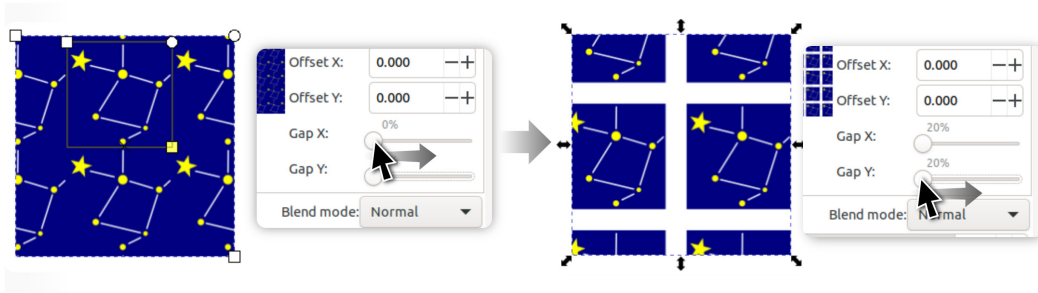 Offset X: 0.000 −+
Offset Y: 0.000 −+
Gap X: 0%
Gap Y:
Blend mode: Normal
Offset X: 0.000 −+
Offset Y: 0.000 −+
Gap X: 20%
Gap Y: 20%
Blend mode: Normal